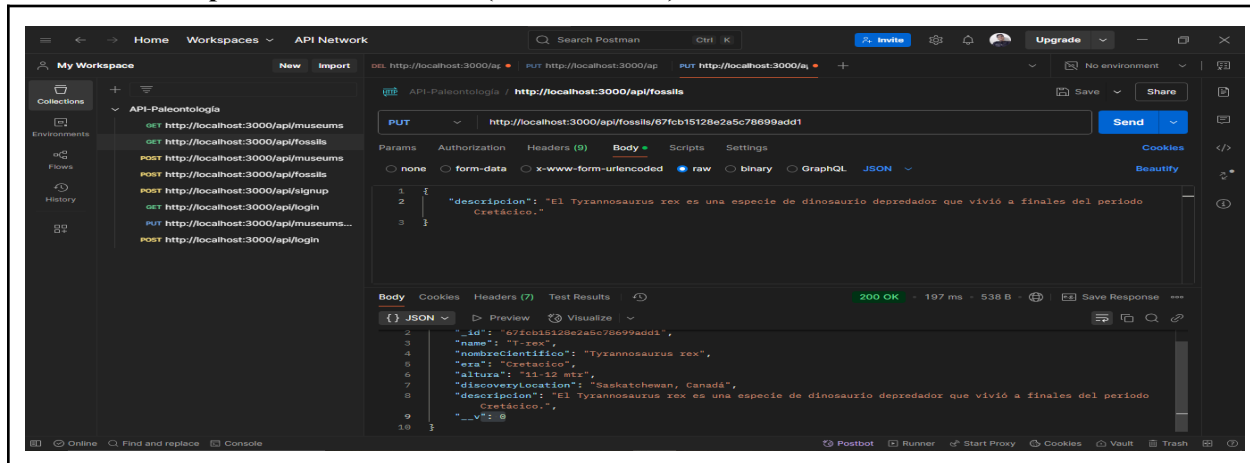 Home Workspaces API Network Search Postman Ctrl K Invite Upgrade
My Workspace New Import DEL http://localhost:3000/ap PUT http://localhost:3000/ap PUT http://localhost:3000/a No environment
Collections
Environments
Flows
History
API-Paleontología
GET http://localhost:3000/api/museums
GET http://localhost:3000/api/fossils
POST http://localhost:3000/api/museums
POST http://localhost:3000/api/fossils
POST http://localhost:3000/api/signup
GET http://localhost:3000/api/login
PUT http://localhost:3000/api/museums...
POST http://localhost:3000/api/login
HTTP API-Paleontología / http://localhost:3000/api/fossils Save Share
PUT http://localhost:3000/api/fossils/67fcb15128e2a5c78699add1 Send
Params Authorization Headers (9) Body Scripts Settings Cookies
none form-data x-www-form-urlencoded raw binary GraphQL JSON Beautify
1 {
2 "descripcion": "El Tyrannosaurus rex es una especie de dinosaurio depredador que vivió a finales del periodo
Cretácico."
3 }
Body Cookies Headers (7) Test Results 200 OK 197 ms 538 B Save Response
{} JSON Preview Visualize
2 "_id": "67fcb15128e2a5c78699add1",
3 "name": "T-rex",
4 "nombreCientifico": "Tyrannosaurus rex",
5 "era": "Cretacico",
6 "altura": "11-12 mtr",
7 "discoveryLocation": "Saskatchewan, Canadá",
8 "descripcion": "El Tyrannosaurus rex es una especie de dinosaurio depredador que vivió a finales del periodo
Cretácico.",
9 "__v": 0
10 }
Online Find and replace Console Postbot Runner Start Proxy Cookies Vault Trash